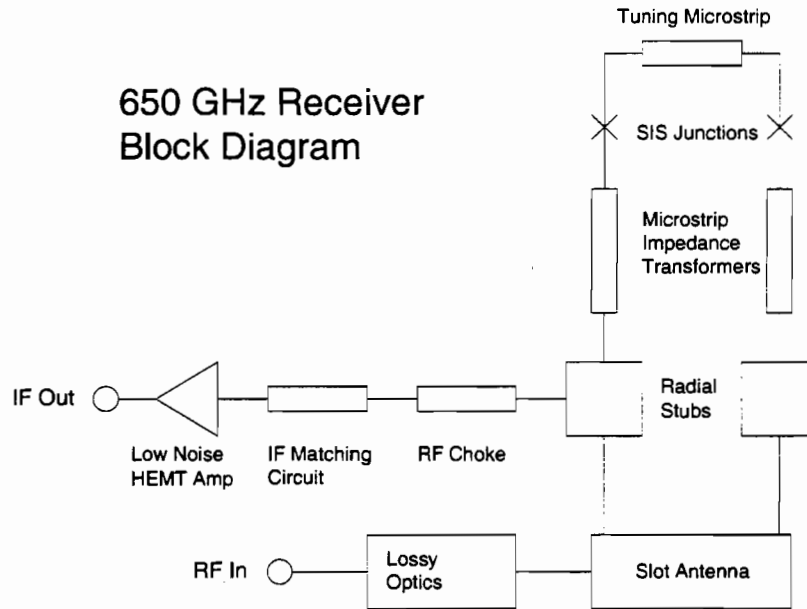 Tuning Microstrip
650 GHz Receiver
Block Diagram
SIS Junctions
Microstrip
Impedance
Transformers
IF Out
Radial
Stubs
Low Noise
HEMT Amp
IF Matching
Circuit
RF Choke
RF In
Lossy
Optics
Slot Antenna